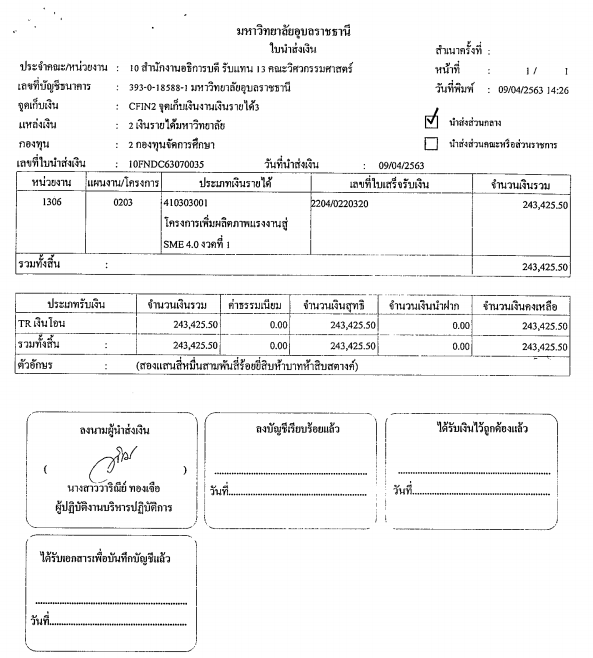 มหาวิทยาลัยอุบลราชธานี
ใบนำส่งเงิน
สำเนาครั้งที่ :
ประจำคณะ/หน่วยงาน : 10 สำนักงานอธิการบดี รับแทน 13 คณะวิศวกรรมศาสตร์ หน้าที่ : 1 / 1
เลขที่บัญชีธนาคาร : 393-0-18588-1 มหาวิทยาลัยอุบลราชธานี วันที่พิมพ์ : 09/04/2563 14:26
จุดเก็บเงิน : CFIN2 จุดเก็บเงินงานเงินรายได้3
แหล่งเงิน : 2 เงินรายได้มหาวิทยาลัย นำส่งส่วนกลาง
กองทุน : 2 กองทุนจัดการศึกษา นำส่งส่วนคณะหรือส่วนราชการ
เลขที่ใบนำส่งเงิน : 10FNDC63070035 วันที่นำส่งเงิน : 09/04/2563
หน่วยงาน แผนงาน/โครงการ ประเภทเงินรายได้ เลขที่ใบเสร็จรับเงิน จำนวนเงินรวม
1306 0203 410303001 2204/0220320 243,425.50
โครงการเพิ่มผลิตภาพแรงงานสู่
SME 4.0 งวดที่ 1
รวมทั้งสิ้น : 243,425.50
ประเภทรับเงิน จำนวนเงินรวม ค่าธรรมเนียม จำนวนเงินสุทธิ จำนวนเงินนำฝาก จำนวนเงินคงเหลือ
TR เงินโอน 243,425.50 0.00 243,425.50 0.00 243,425.50
รวมทั้งสิ้น : 243,425.50 0.00 243,425.50 0.00 243,425.50
ตัวอักษร : (สองแสนสี่หมื่นสามพันสี่ร้อยยี่สิบห้าบาทห้าสิบสตางค์)
ลงนามผู้นำส่งเงิน
( )
นางสาววาริณีย์ ทองเจือ
ผู้ปฏิบัติงานบริหารปฏิบัติการ
ลงบัญชีเรียบร้อยแล้ว
วันที่
ได้รับเงินไว้ถูกต้องแล้ว
วันที่
ได้รับเอกสารเพื่อบันทึกบัญชีแล้ว
วันที่